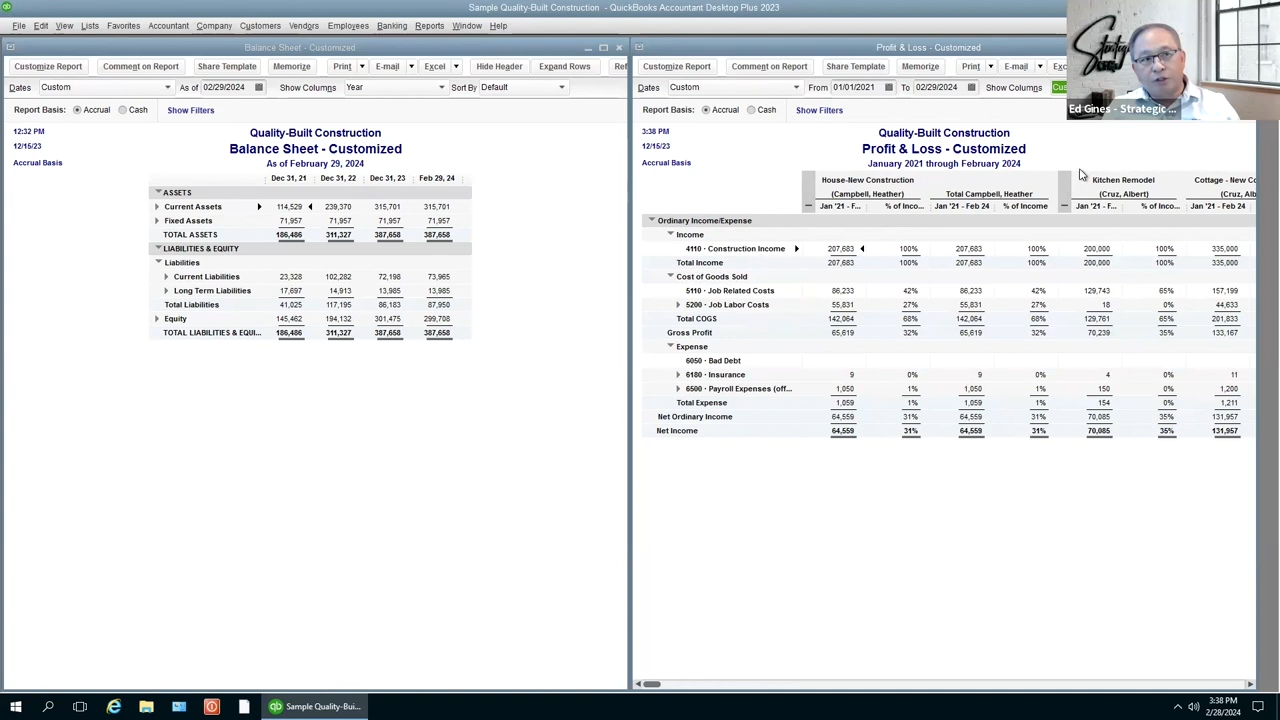 Sample Quality-Built Construction - QuickBooks Accountant Desktop Plus 2023
File Edit View Lists Favorites Accountant Company Customers Vendors Employees Banking Reports Window Help
Balance Sheet - Customized
Customize Report Comment on Report Share Template Memorize Print E-mail Excel Hide Header Expand Rows Ref
Dates Custom As of 02/29/2024 Show Columns Year Sort By Default
Report Basis: Accrual Cash Show Filters
12:32 PM
12/15/23
Accrual Basis
Quality-Built Construction
Balance Sheet - Customized
As of February 29, 2024
Dec 31, 21 Dec 31, 22 Dec 31, 23 Feb 29, 24
ASSETS
Current Assets 114,529 239,370 315,701 315,701
Fixed Assets 71,957 71,957 71,957 71,957
TOTAL ASSETS 186,486 311,327 387,658 387,658
LIABILITIES & EQUITY
Liabilities
Current Liabilities 23,328 102,282 72,198 73,965
Long Term Liabilities 17,697 14,913 13,985 13,985
Total Liabilities 41,025 117,195 86,183 87,950
Equity 145,462 194,132 301,475 299,708
TOTAL LIABILITIES & EQUI... 186,486 311,327 387,658 387,658
Profit & Loss - Customized
Customize Report Comment on Report Share Template Memorize Print E-mail Exc
Dates Custom From 01/01/2021 To 02/29/2024 Show Columns Cus
Report Basis: Accrual Cash Show Filters
3:38 PM
12/15/23
Accrual Basis
Quality-Built Construction
Profit & Loss - Customized
January 2021 through February 2024
House-New Construction Kitchen Remodel Cottage - New Co
(Campbell, Heather) Total Campbell, Heather (Cruz, Albert) (Cruz, Alb
Jan '21 - F... % of Inco... Jan '21 - Feb 24 % of Income Jan '21 - F... % of Inco... Jan '21 - Feb 24
Ordinary Income/Expense
Income
4110 · Construction Income 207,683 100% 207,683 100% 200,000 100% 335,000
Total Income 207,683 100% 207,683 100% 200,000 100% 335,000
Cost of Goods Sold
5110 · Job Related Costs 86,233 42% 86,233 42% 129,743 65% 157,199
5200 · Job Labor Costs 55,831 27% 55,831 27% 18 0% 44,633
Total COGS 142,064 68% 142,064 68% 129,761 65% 201,833
Gross Profit 65,619 32% 65,619 32% 70,239 35% 133,167
Expense
6050 · Bad Debt
6180 · Insurance 9 0% 9 0% 4 0% 11
6500 · Payroll Expenses (off... 1,050 1% 1,050 1% 150 0% 1,200
Total Expense 1,059 1% 1,059 1% 154 0% 1,211
Net Ordinary Income 64,559 31% 64,559 31% 70,085 35% 131,957
Net Income 64,559 31% 64,559 31% 70,085 35% 131,957
Ed Gines - Strategic ...
Sample Quality-Bui...
3:38 PM
2/28/2024